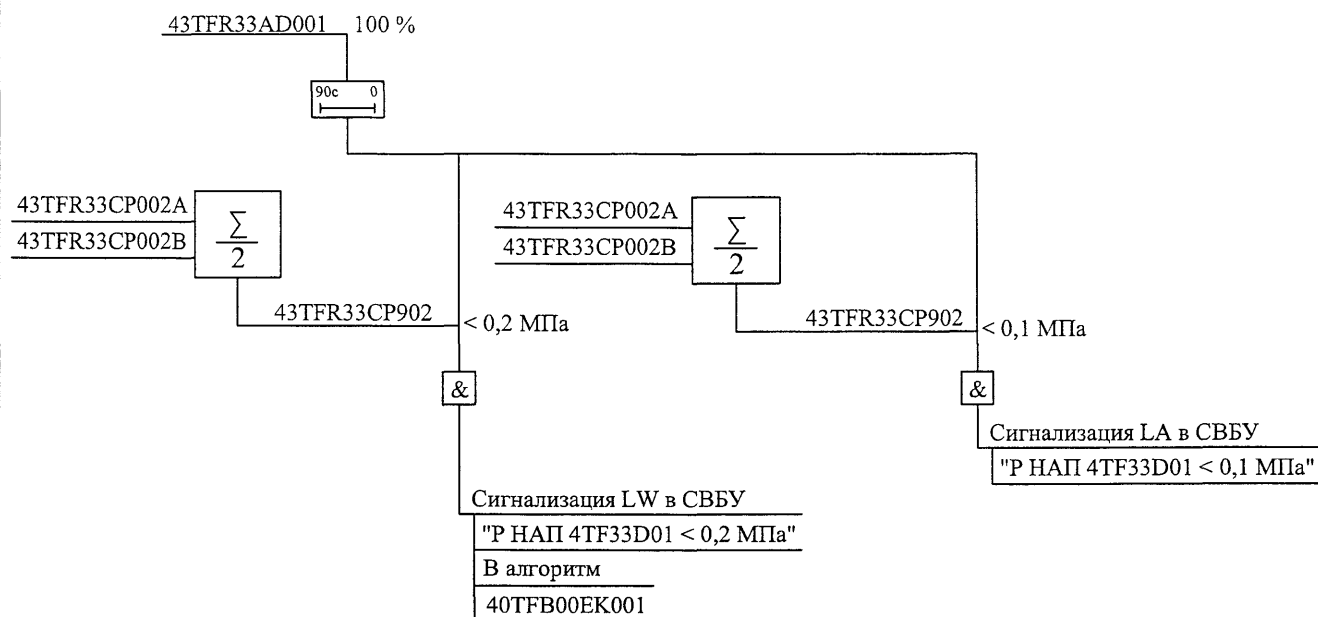 43TFR33AD001 100 %
90с 0
43TFR33CP002A
43TFR33CP002B
∑
2
43TFR33CP902 < 0,2 МПа
&
Сигнализация LW в СВБУ
"Р НАП 4TF33D01 < 0,2 МПа"
В алгоритм
40TFB00EK001
43TFR33CP002A
43TFR33CP002B
∑
2
43TFR33CP902 < 0,1 МПа
&
Сигнализация LA в СВБУ
"Р НАП 4TF33D01 < 0,1 МПа"